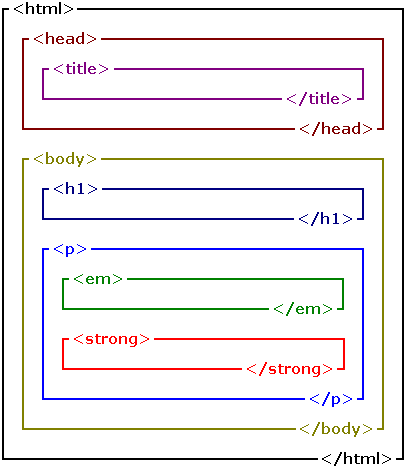 <html>
<head>
<title>
</title>
</head>
<body>
<h1>
</h1>
<p>
<em>
</em>
<strong>
</strong>
</p>
</body>
</html>